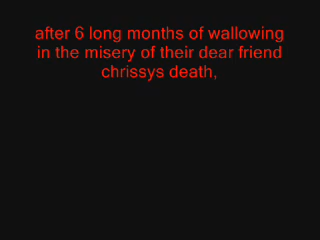 after 6 long months of wallowing
in the misery of their dear friend
chrissys death,